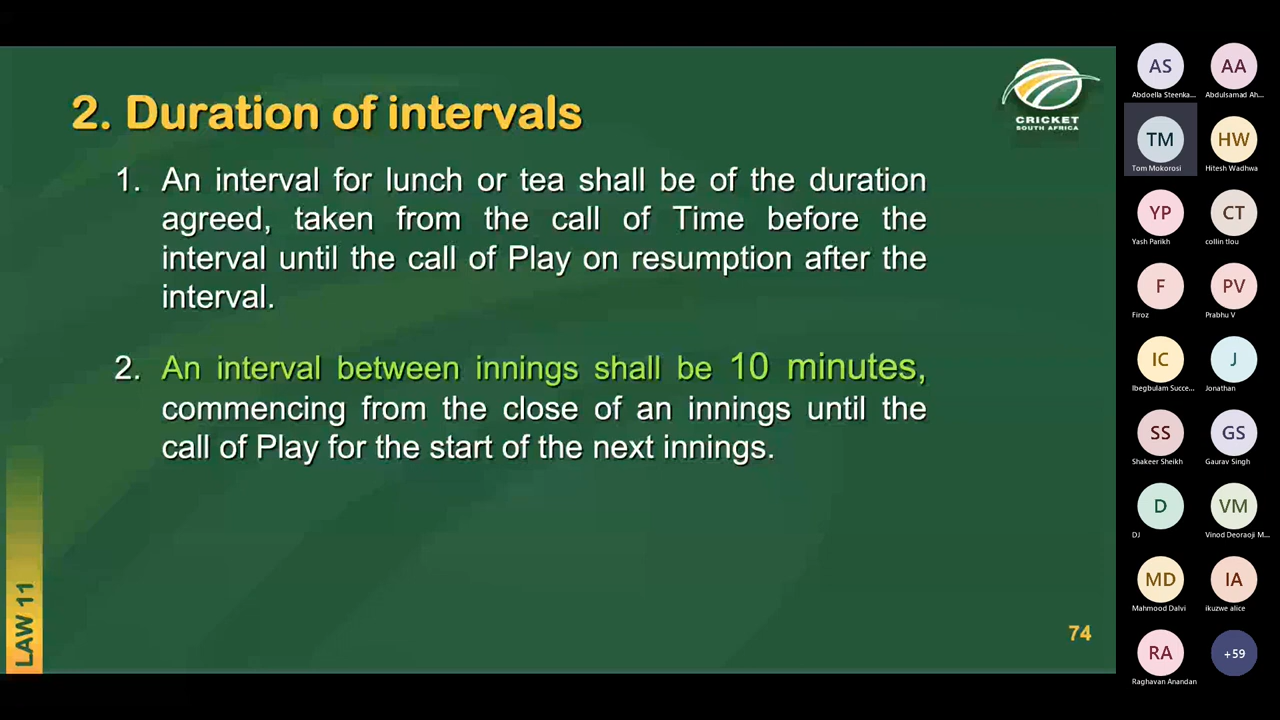 2. Duration of intervals
CRICKET
SOUTH AFRICA
1. An interval for lunch or tea shall be of the duration
agreed, taken from the call of Time before the
interval until the call of Play on resumption after the
interval.
2. An interval between innings shall be 10 minutes,
commencing from the close of an innings until the
call of Play for the start of the next innings.
LAW 11
74
AS
Abdoella Steenka...
AA
Abdulsamad Ah...
TM
Tom Mokorosi
HW
Hitesh Wadhwa
YP
Yash Parikh
CT
collin tlou
F
Firoz
PV
Prabhu V
IC
Ibegbulam Succe...
J
Jonathan
SS
Shakeer Sheikh
GS
Gaurav Singh
D
DJ
VM
Vinod Deoraoji M...
MD
Mahmood Dalvi
IA
ikuzwe alice
RA
Raghavan Anandan
+59